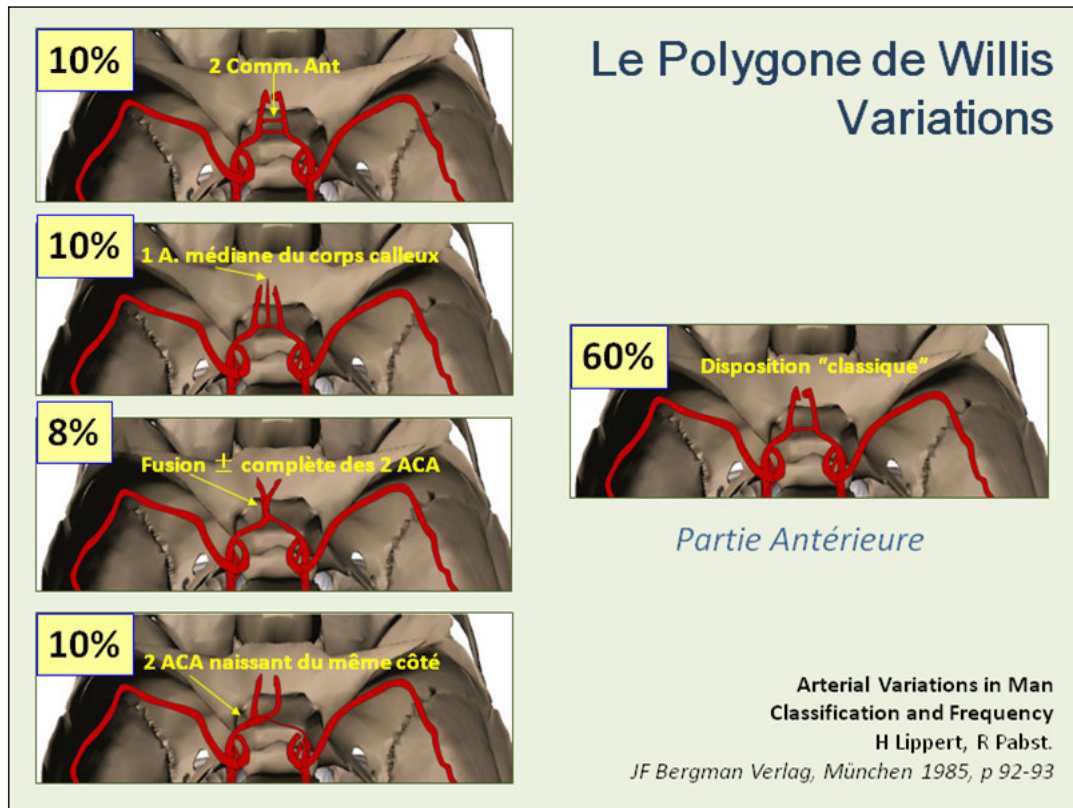 Le Polygone de Willis
Variations
10%
2 Comm. Ant
10%
1 A. médiane du corps calleux
8%
Fusion ± complète des 2 ACA
10%
2 ACA naissant du même côté
60%
Disposition "classique"
Partie Antérieure
Arterial Variations in Man
Classification and Frequency
H Lippert, R Pabst.
JF Bergman Verlag, München 1985, p 92-93